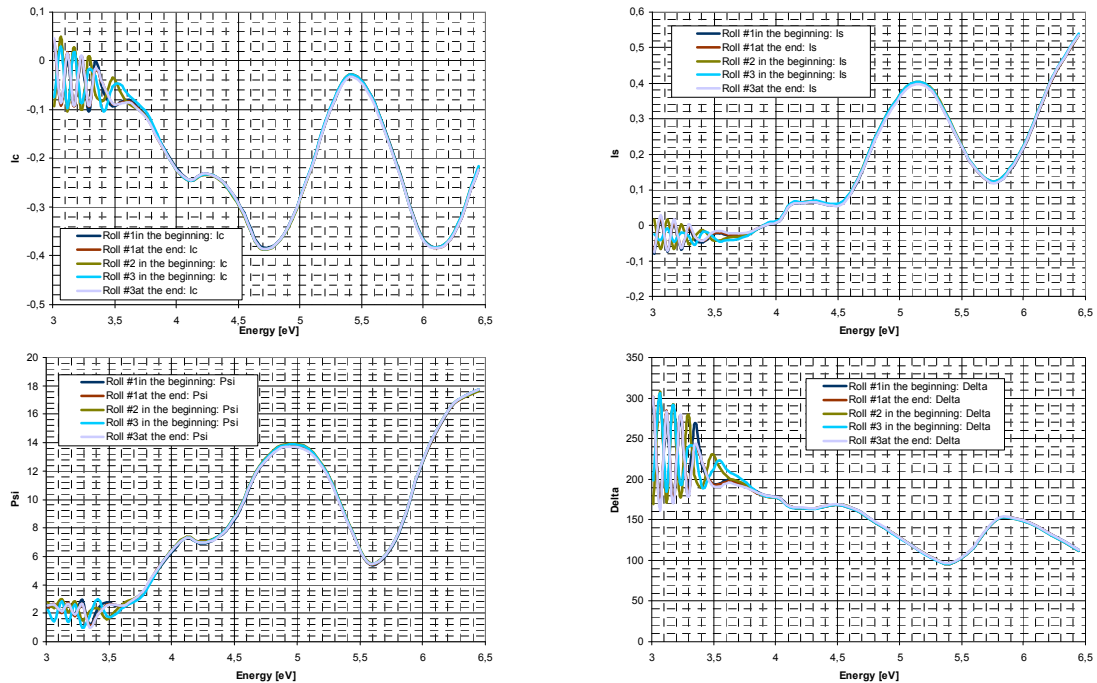 0,1
0
-0,1
-0,2
-0,3
-0,4
-0,5
Ic
Roll #1in the beginning: Ic
Roll #1at the end: Ic
Roll #2 in the beginning: Ic
Roll #3 in the beginning: Ic
Roll #3at the end: Ic
3 3,5 4 4,5 5 5,5 6 6,5
Energy [eV]
0,6
0,5
0,4
0,3
0,2
0,1
0
-0,1
-0,2
Is
Roll #1in the beginning: Is
Roll #1at the end: Is
Roll #2 in the beginning: Is
Roll #3 in the beginning: Is
Roll #3at the end: Is
3 3,5 4 4,5 5 5,5 6 6,5
Energy [eV]
20
18
16
14
12
10
8
6
4
2
0
Psi
Roll #1in the beginning: Psi
Roll #1at the end: Psi
Roll #2 in the beginning: Psi
Roll #3 in the beginning: Psi
Roll #3at the end: Psi
3 3,5 4 4,5 5 5,5 6 6,5
Energy [eV]
350
300
250
200
150
100
50
0
Delta
Roll #1in the beginning: Delta
Roll #1at the end: Delta
Roll #2 in the beginning: Delta
Roll #3 in the beginning: Delta
Roll #3at the end: Delta
3 3,5 4 4,5 5 5,5 6 6,5
Energy [eV]